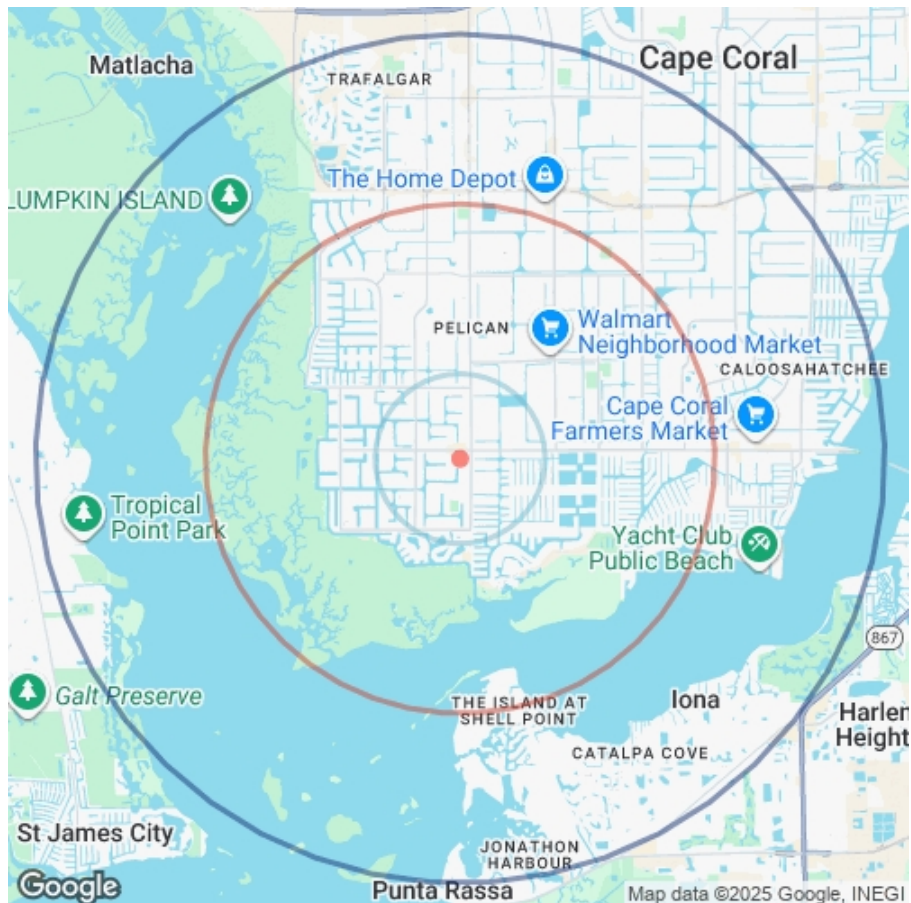 Matlacha
TRAFALGAR
Cape Coral
LUMPKIN ISLAND
The Home Depot
PELICAN
Walmart
Neighborhood Market
CALOOSAHATCHEE
Cape Coral
Farmers Market
Tropical
Point Park
Yacht Club
Public Beach
867
Galt Preserve
THE ISLAND AT
SHELL POINT
Iona
Harlen
Height
CATALPA COVE
St James City
JONATHON
HARBOUR
Google
Punta Rassa
Map data ©2025 Google, INEGI